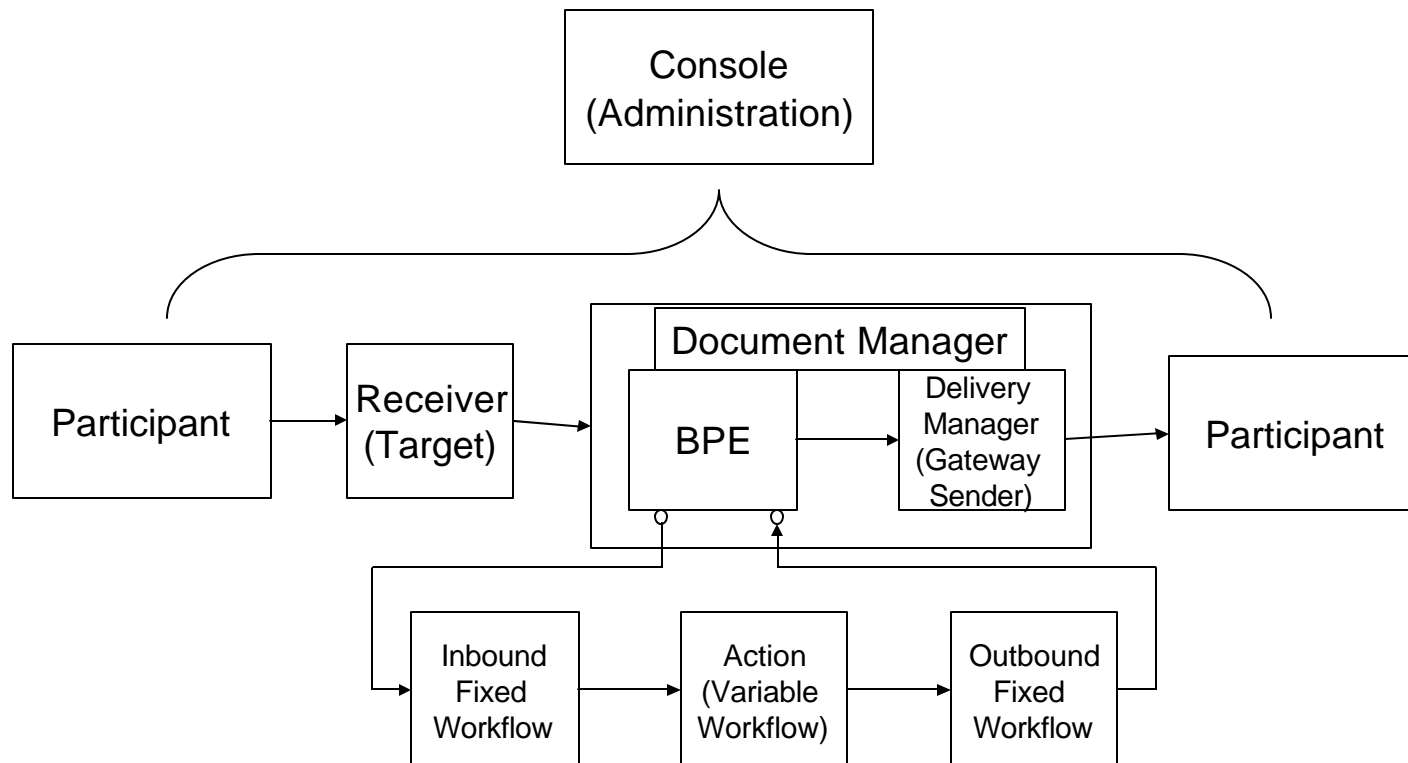 Console
(Administration)
Document Manager
Participant
Receiver
(Target)
BPE
Delivery
Manager
(Gateway
Sender)
Participant
Inbound
Fixed
Workflow
Action
(Variable
Workflow)
Outbound
Fixed
Workflow